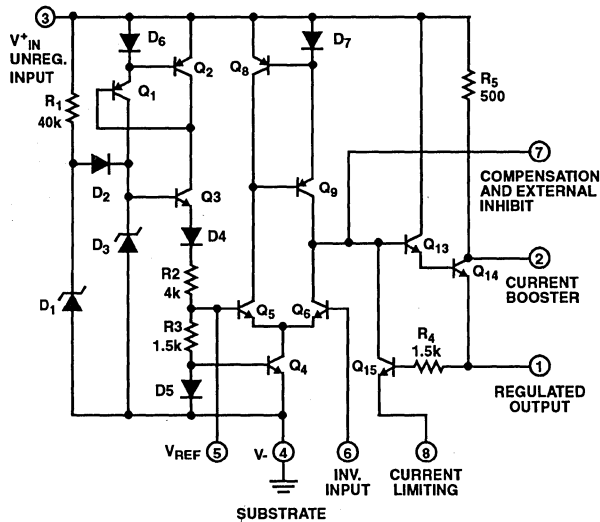 3
V+IN
UNREG.
INPUT
D6
Q2
Q1
R1
40k
D2
Q3
D3
D4
D1
R2
4k
R3
1.5k
D5
Q8
D7
Q9
Q5
Q6
Q4
R5
500
7
COMPENSATION
AND EXTERNAL
INHIBIT
Q13
Q14
2
CURRENT
BOOSTER
R4
1.5k
Q15
1
REGULATED
OUTPUT
VREF
5
V-
4
6
INV.
INPUT
8
CURRENT
LIMITING
SUBSTRATE